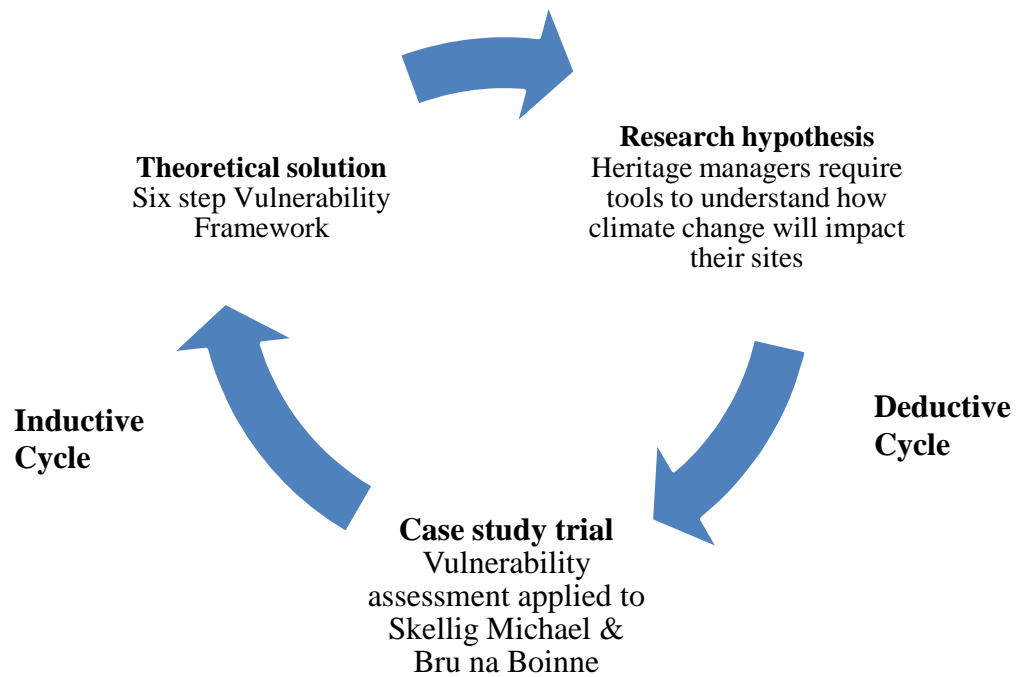 Theoretical solution
Six step Vulnerability
Framework
Research hypothesis
Heritage managers require
tools to understand how
climate change will impact
their sites
Inductive
Cycle
Deductive
Cycle
Case study trial
Vulnerability
assessment applied to
Skellig Michael &
Bru na Boinne